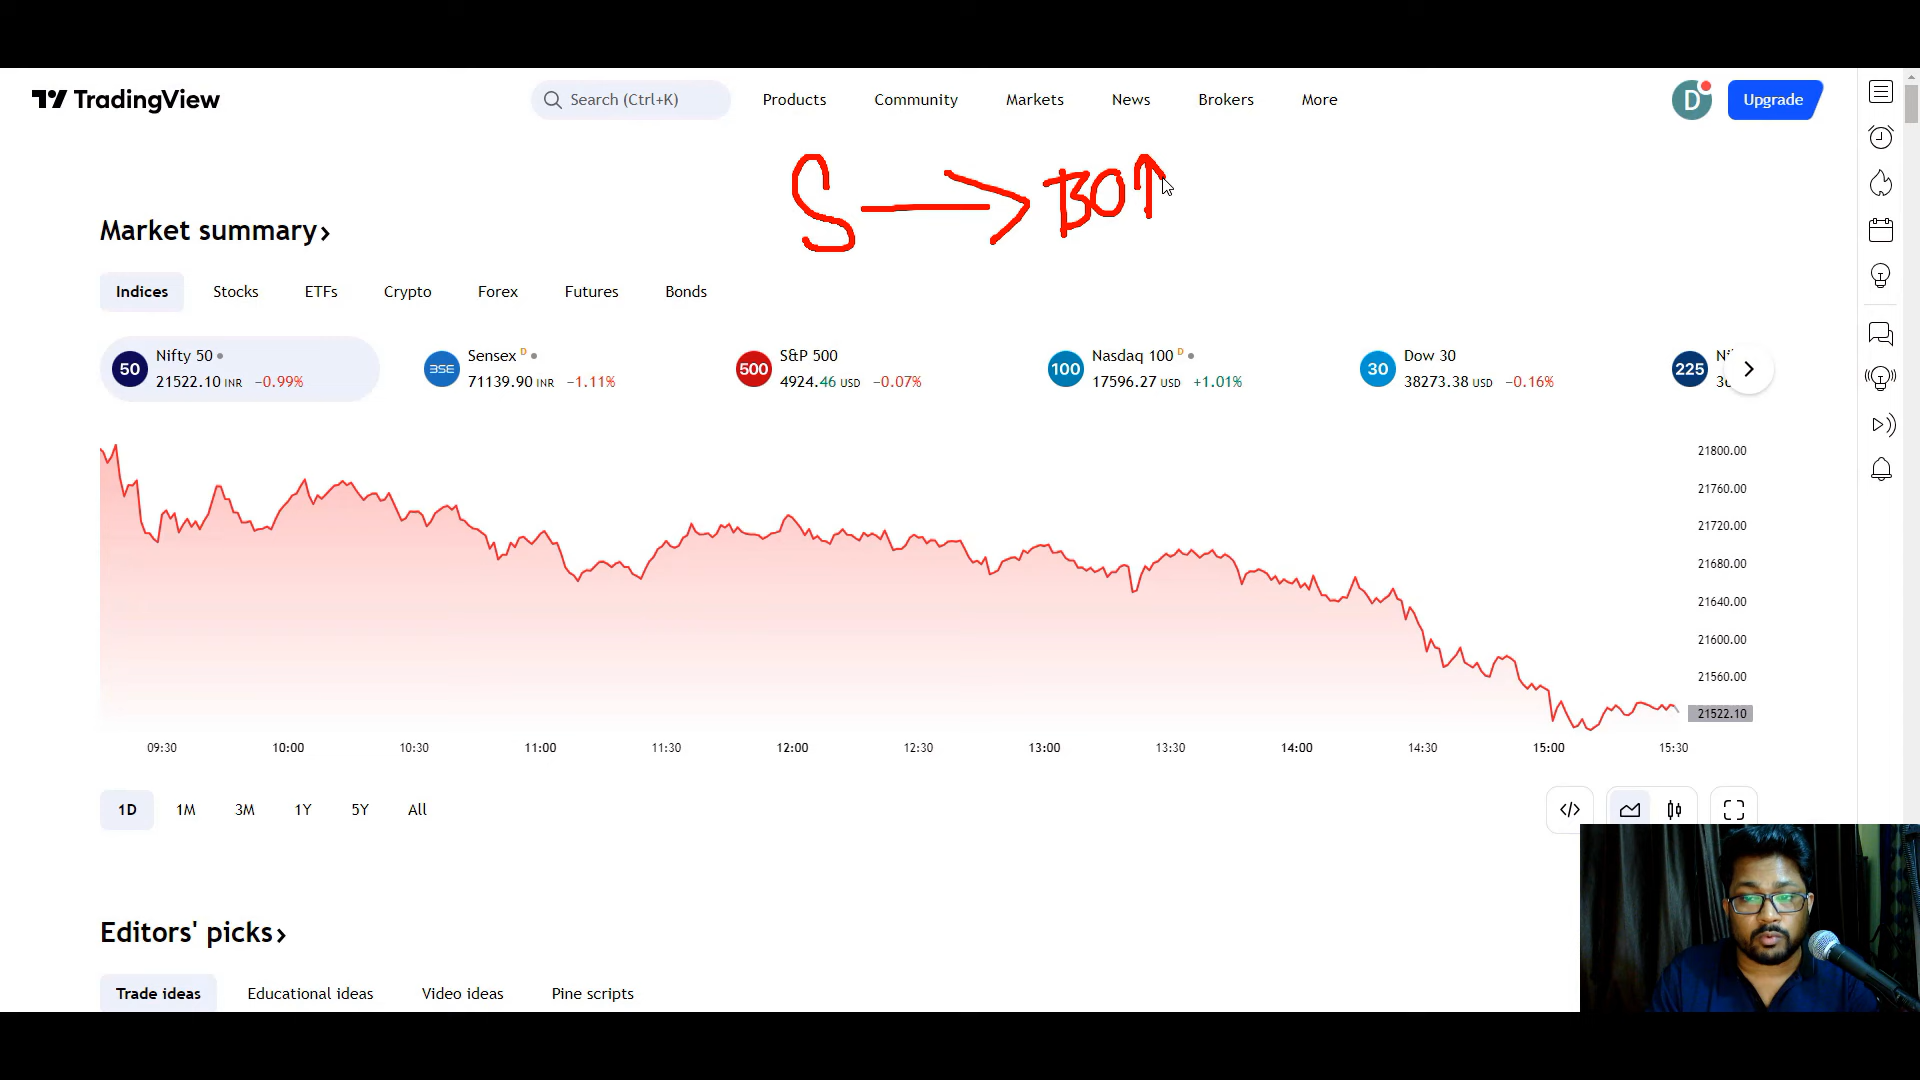 TradingView
Search (Ctrl+K)
Products
Community
Markets
News
Brokers
More
D
Upgrade
S → BO↑
Market summary
Indices
Stocks
ETFs
Crypto
Forex
Futures
Bonds
50
Nifty 50
21522.10 INR −0.99%
BSE
Sensex D
71139.90 INR −1.11%
500
S&P 500
4924.46 USD −0.07%
100
Nasdaq 100 D
17596.27 USD +1.01%
30
Dow 30
38273.38 USD −0.16%
225
21800.00
21760.00
21720.00
21680.00
21640.00
21600.00
21560.00
21522.10
09:30 10:00 10:30 11:00 11:30 12:00 12:30 13:00 13:30 14:00 14:30 15:00 15:30
1D
1M
3M
1Y
5Y
All
Editors' picks
Trade ideas
Educational ideas
Video ideas
Pine scripts